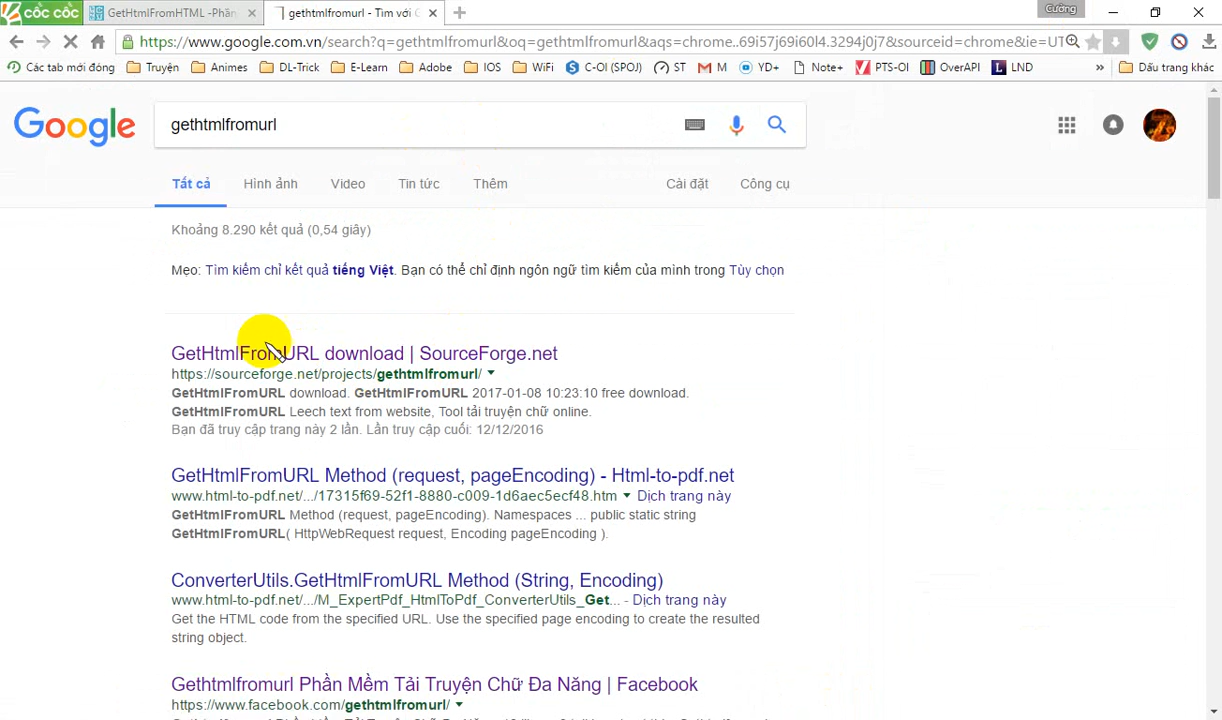 cốc cốc
GetHtmlFromHTML -Phần
gethtmlfromurl - Tìm với
Cường
https://www.google.com.vn/search?q=gethtmlfromurl&oq=gethtmlfromurl&aqs=chrome..69i57j69i60l4.3294j0j7&sourceid=chrome&ie=UT
Các tab mới đóng
Truyện
Animes
DL-Trick
E-Learn
Adobe
IOS
WiFi
C-OI (SPOJ)
ST
M
YD+
Note+
PTS-OI
OverAPI
LND
»
Dấu trang khác
Google
gethtmlfromurl
Tất cả
Hình ảnh
Video
Tin tức
Thêm
Cài đặt
Công cụ
Khoảng 8.290 kết quả (0,54 giây)
Mẹo: Tìm kiếm chỉ kết quả tiếng Việt. Bạn có thể chỉ định ngôn ngữ tìm kiếm của mình trong Tùy chọn
GetHtmlFromURL download | SourceForge.net
https://sourceforge.net/projects/gethtmlfromurl/
GetHtmlFromURL download. GetHtmlFromURL 2017-01-08 10:23:10 free download.
GetHtmlFromURL Leech text from website, Tool tải truyện chữ online.
Bạn đã truy cập trang này 2 lần. Lần truy cập cuối: 12/12/2016
GetHtmlFromURL Method (request, pageEncoding) - Html-to-pdf.net
www.html-to-pdf.net/.../17315f69-52f1-8880-c009-1d6aec5ecf48.htm Dịch trang này
GetHtmlFromURL Method (request, pageEncoding). Namespaces ... public static string
GetHtmlFromURL( HttpWebRequest request, Encoding pageEncoding ).
ConverterUtils.GetHtmlFromURL Method (String, Encoding)
www.html-to-pdf.net/.../M_ExpertPdf_HtmlToPdf_ConverterUtils_Get... - Dịch trang này
Get the HTML code from the specified URL. Use the specified page encoding to create the resulted
string object.
Gethtmlfromurl Phần Mềm Tải Truyện Chữ Đa Năng | Facebook
https://www.facebook.com/gethtmlfromurl/